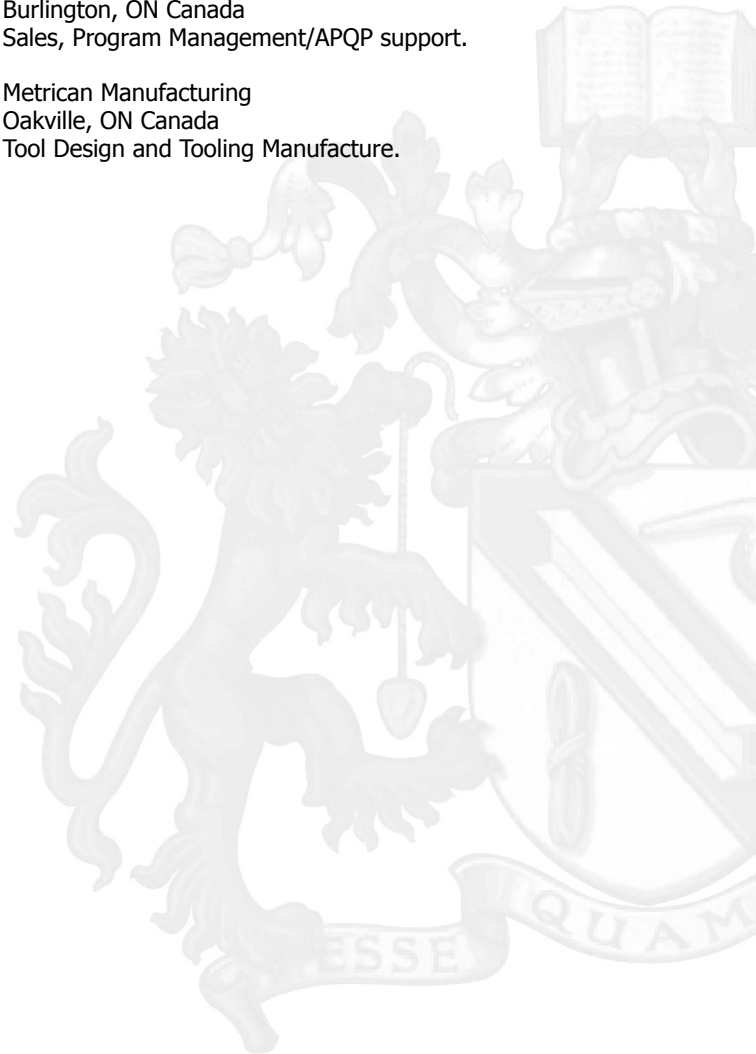 Burlington, ON Canada
Sales, Program Management/APQP support.
Metrican Manufacturing
Oakville, ON Canada
Tool Design and Tooling Manufacture.
ESSE
QUAM